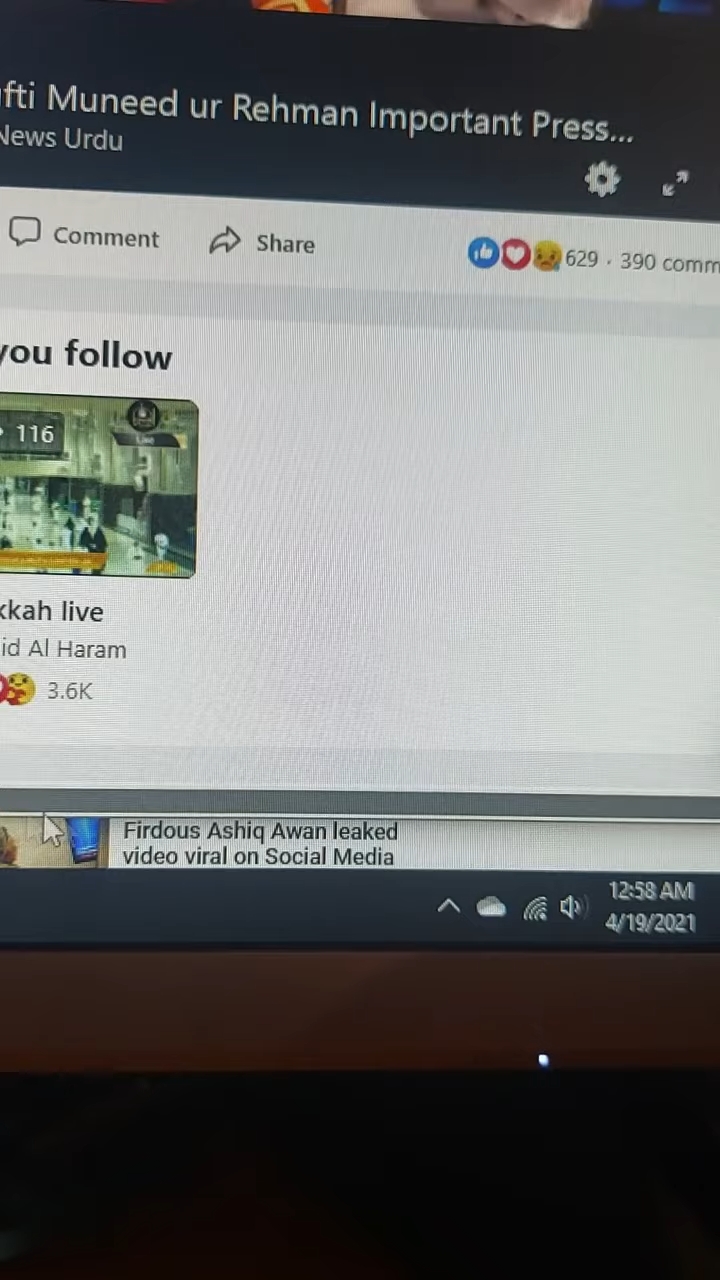 fti Muneed ur Rehman Important Press...
News Urdu
Comment
Share
629 · 390 comm
you follow
116
kkah live
id Al Haram
3.6K
Firdous Ashiq Awan leaked
video viral on Social Media
12:58 AM
4/19/2021